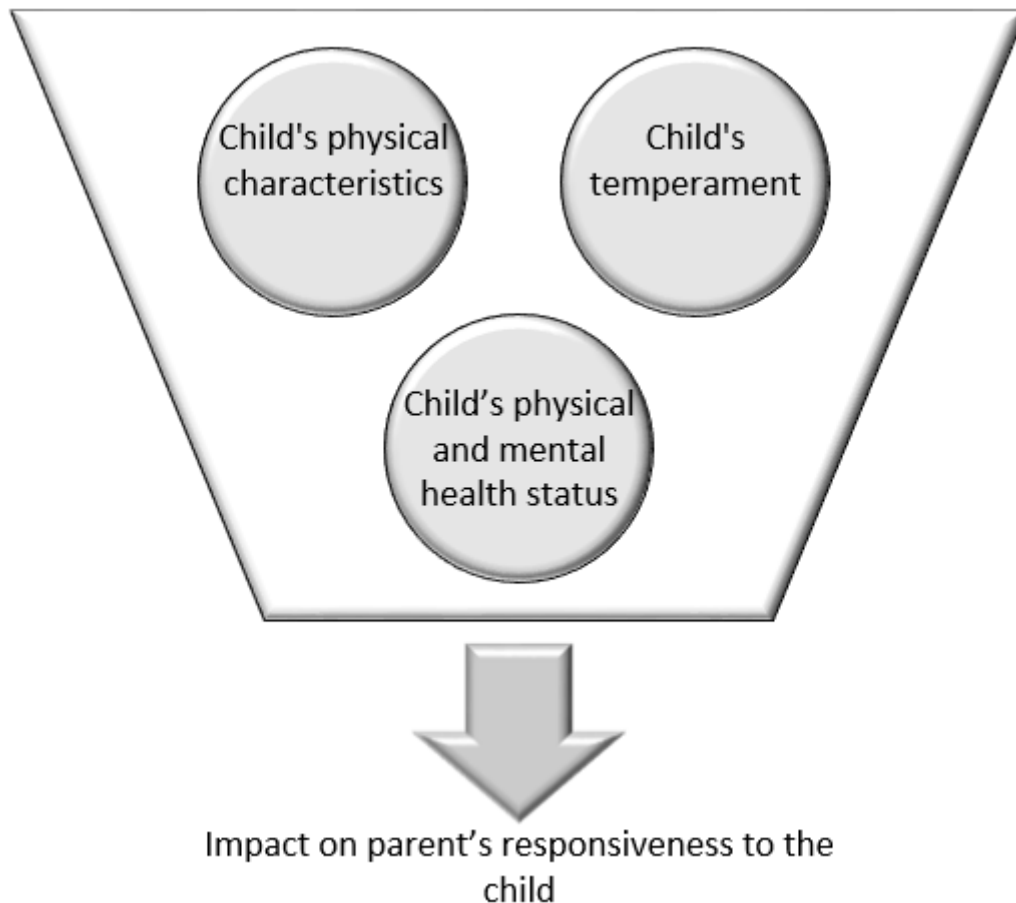 Child's physical
characteristics
Child's
temperament
Child’s physical
and mental
health status
Impact on parent’s responsiveness to the
child